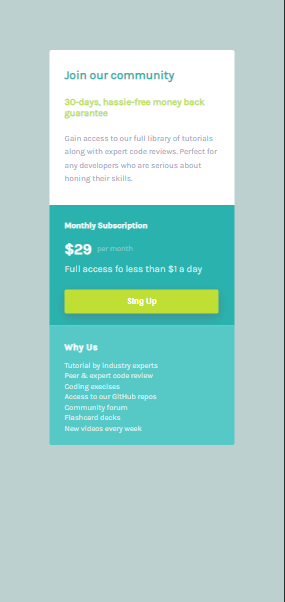 Join our community
30-days, hassle-free money back
guarantee
Gain access to our full library of tutorials
along with expert code reviews. Perfect for
any developers who are serious about
honing their skills.
Monthly Subscription
$29 per month
Full access fo less than $1 a day
Sing Up
Why Us
Tutorial by industry experts
Peer & expert code review
Coding execises
Access to our GitHub repos
Community forum
Flashcard decks
New videos every week